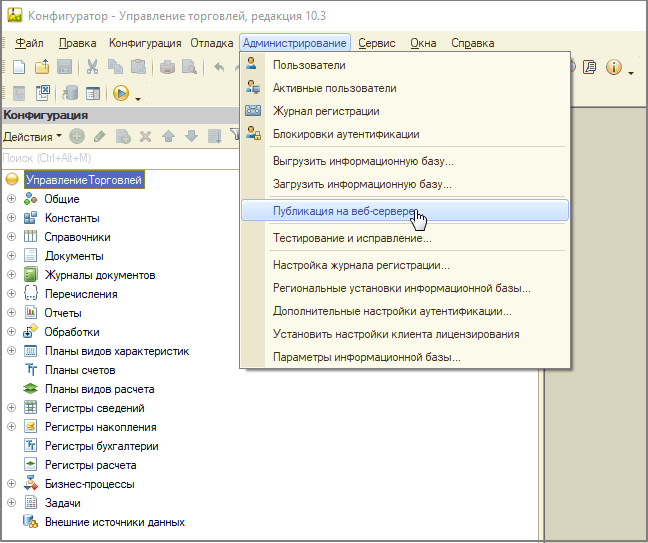 Конфигуратор - Управление торговлей, редакция 10.3
Файл Правка Конфигурация Отладка Администрирование Сервис Окна Справка
Пользователи
Активные пользователи
Журнал регистрации
Блокировки аутентификации
Выгрузить информационную базу...
Загрузить информационную базу...
Публикация на веб-сервере...
Тестирование и исправление...
Настройка журнала регистрации...
Региональные установки информационной базы...
Дополнительные настройки аутентификации...
Установить настройки клиента лицензирования
Параметры информационной базы...
Конфигурация
Действия
Поиск (Ctrl+Alt+M)
УправлениеТорговлей
Общие
Константы
Справочники
Документы
Журналы документов
Перечисления
Отчеты
Обработки
Планы видов характеристик
Планы счетов
Планы видов расчета
Регистры сведений
Регистры накопления
Регистры бухгалтерии
Регистры расчета
Бизнес-процессы
Задачи
Внешние источники данных